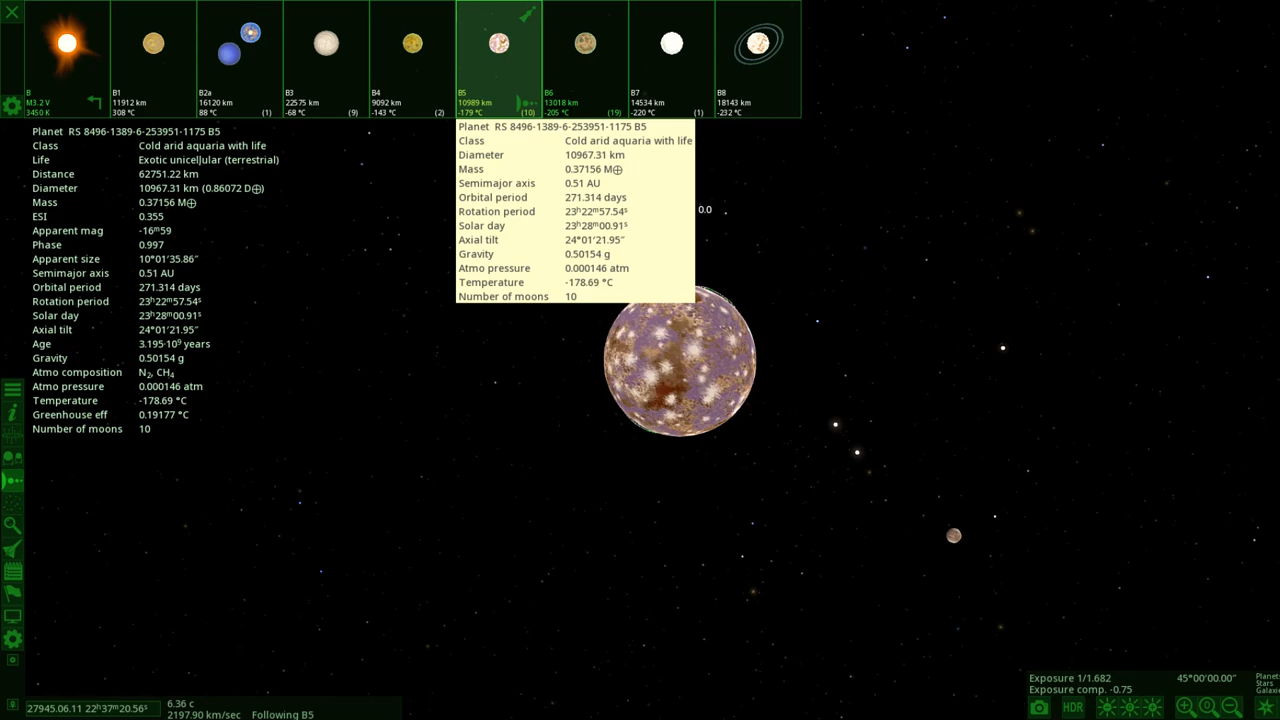 B
M3.2 V
3450 K
B1
11912 km
308 °C
B2a
16120 km
88 °C (1)
B3
22575 km
-68 °C (9)
B4
9092 km
-143 °C (2)
B5
10989 km
-179 °C (10)
B6
13018 km
-205 °C (19)
B7
14534 km
-220 °C (1)
B8
18143 km
-232 °C
Planet RS 8496-1389-6-253951-1175 B5
Class Cold arid aquaria with life
Life Exotic unicellular (terrestrial)
Distance 62751.22 km
Diameter 10967.31 km (0.86072 D⊕)
Mass 0.37156 M⊕
ESI 0.355
Apparent mag -16ᵐ59
Phase 0.997
Apparent size 10°01′35.86″
Semimajor axis 0.51 AU
Orbital period 271.314 days
Rotation period 23ʰ22ᵐ57.54ˢ
Solar day 23ʰ28ᵐ00.91ˢ
Axial tilt 24°01′21.95″
Age 3.195·10⁹ years
Gravity 0.50154 g
Atmo composition N₂, CH₄
Atmo pressure 0.000146 atm
Temperature -178.69 °C
Greenhouse eff 0.19177 °C
Number of moons 10
Planet RS 8496-1389-6-253951-1175 B5
Class Cold arid aquaria with life
Diameter 10967.31 km
Mass 0.37156 M⊕
Semimajor axis 0.51 AU
Orbital period 271.314 days
Rotation period 23ʰ22ᵐ57.54ˢ
Solar day 23ʰ28ᵐ00.91ˢ
Axial tilt 24°01′21.95″
Gravity 0.50154 g
Atmo pressure 0.000146 atm
Temperature -178.69 °C
Number of moons 10
0.0
27945.06.11 22ʰ37ᵐ20.56ˢ
6.36 c
2197.90 km/sec Following B5
Exposure 1/1.682 45°00′00.00″
Exposure comp. -0.75
HDR
Planets
Stars
Galaxie